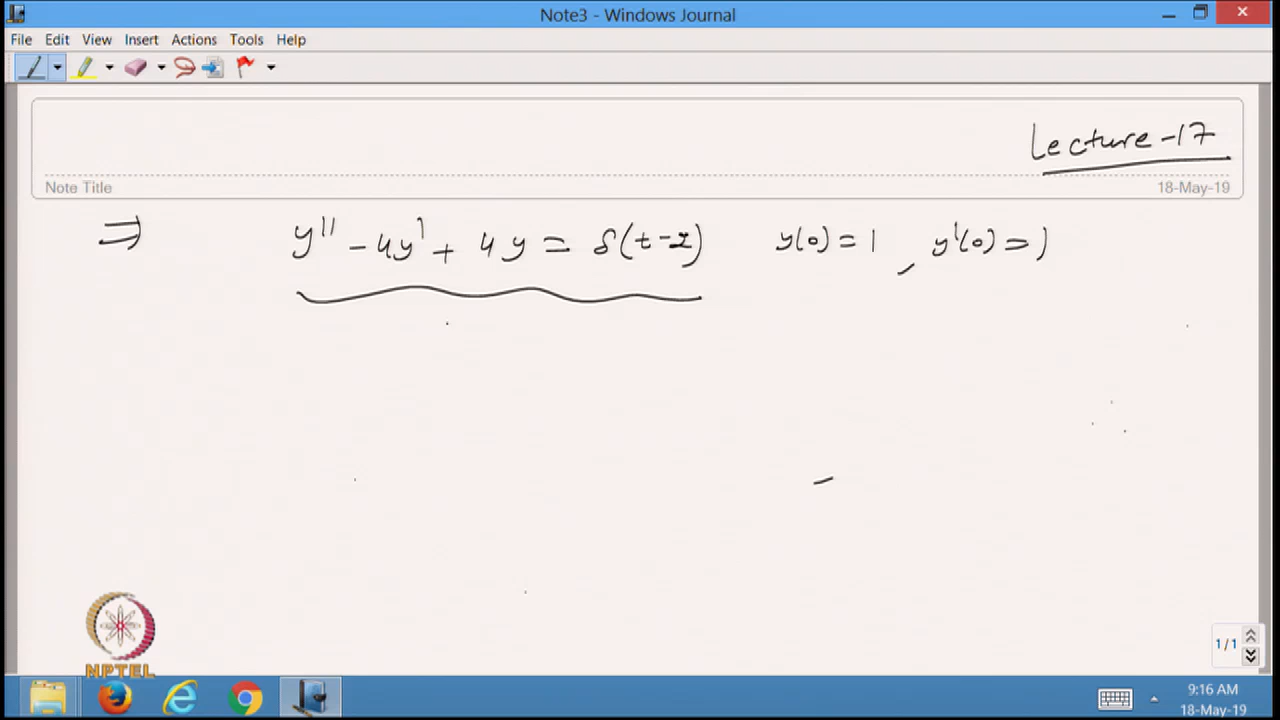 Note3 - Windows Journal
File Edit View Insert Actions Tools Help
Lecture-17
Note Title
18-May-19
⇒ y'' - 4y' + 4y = δ(t-2) y(0) = 1 , y'(0) = 1
NPTEL
1/1
9:16 AM
18-May-19